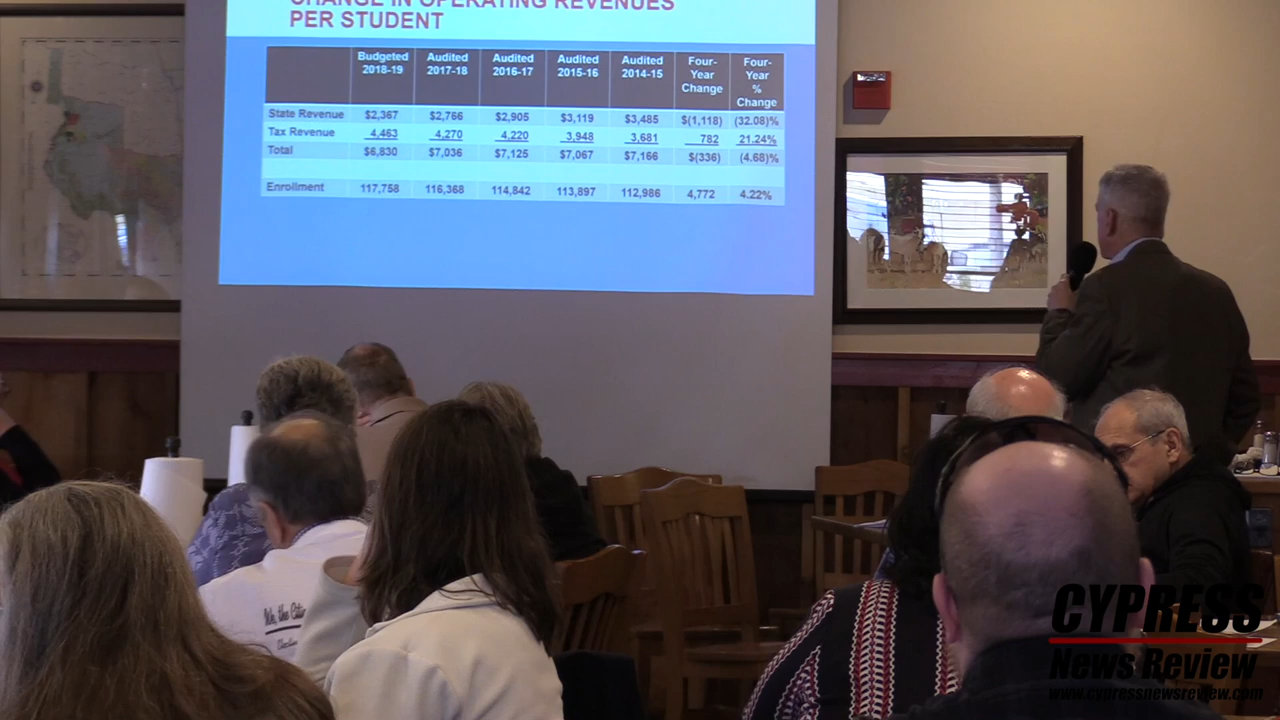 CHANGE IN OPERATING REVENUES
PER STUDENT
Budgeted 2018-19 Audited 2017-18 Audited 2016-17 Audited 2015-16 Audited 2014-15 Four-Year Change Four-Year % Change
State Revenue $2,367 $2,766 $2,905 $3,119 $3,485 $(1,118) (32.08)%
Tax Revenue 4,463 4,270 4,220 3,948 3,681 782 21.24%
Total $6,830 $7,036 $7,125 $7,067 $7,166 $(336) (4.68)%
Enrollment 117,758 116,368 114,842 113,897 112,986 4,772 4.22%
We, the
CYPRESS
News Review
www.cypressnewsreview.com